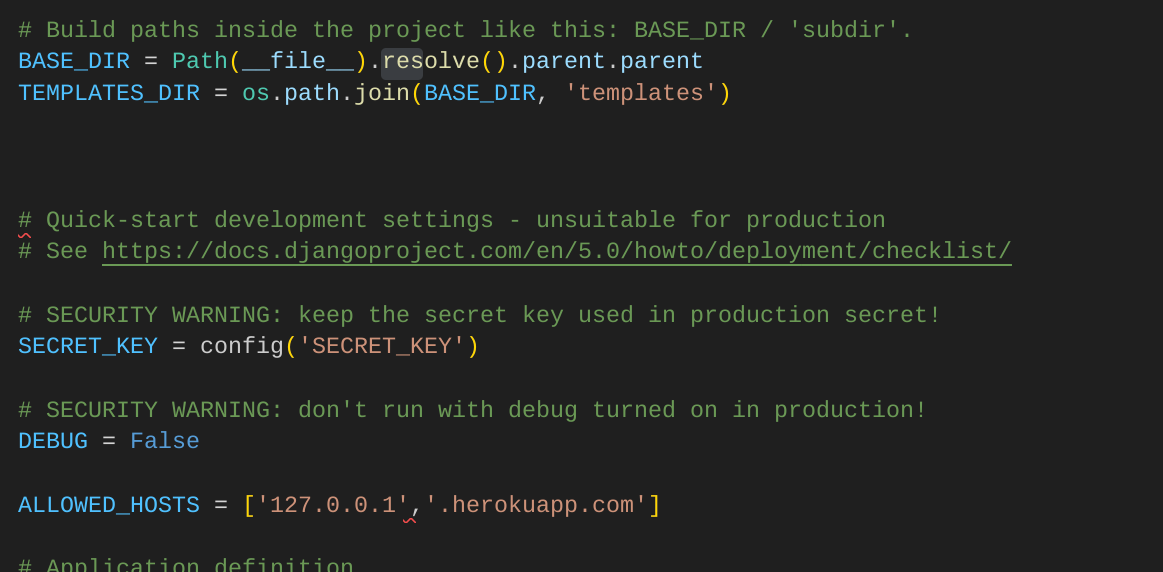 # Build paths inside the project like this: BASE_DIR / 'subdir'.
BASE_DIR = Path(__file__).resolve().parent.parent
TEMPLATES_DIR = os.path.join(BASE_DIR, 'templates')
# Quick-start development settings - unsuitable for production
# See https://docs.djangoproject.com/en/5.0/howto/deployment/checklist/
# SECURITY WARNING: keep the secret key used in production secret!
SECRET_KEY = config('SECRET_KEY')
# SECURITY WARNING: don't run with debug turned on in production!
DEBUG = False
ALLOWED_HOSTS = ['127.0.0.1','.herokuapp.com']
# Application definition